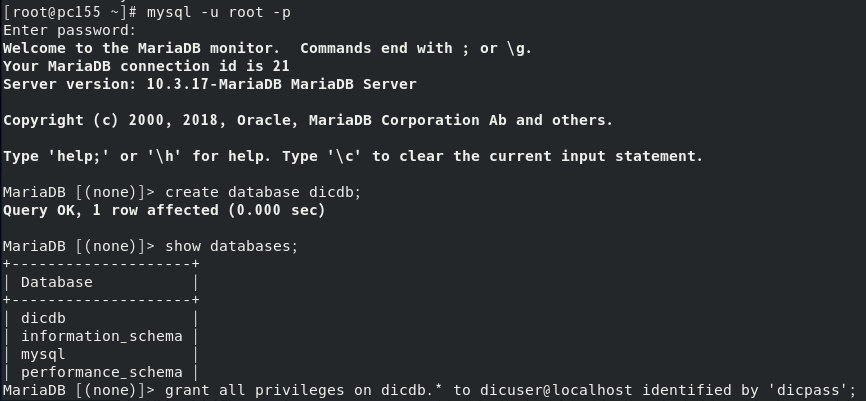 [root@pc155 ~]# mysql -u root -p
Enter password:
Welcome to the MariaDB monitor.  Commands end with ; or \g.
Your MariaDB connection id is 21
Server version: 10.3.17-MariaDB MariaDB Server

Copyright (c) 2000, 2018, Oracle, MariaDB Corporation Ab and others.

Type 'help;' or '\h' for help. Type '\c' to clear the current input statement.

MariaDB [(none)]> create database dicdb;
Query OK, 1 row affected (0.000 sec)

MariaDB [(none)]> show databases;
+--------------------+
| Database           |
+--------------------+
| dicdb              |
| information_schema |
| mysql              |
| performance_schema |
MariaDB [(none)]> grant all privileges on dicdb.* to dicuser@localhost identified by 'dicpass';